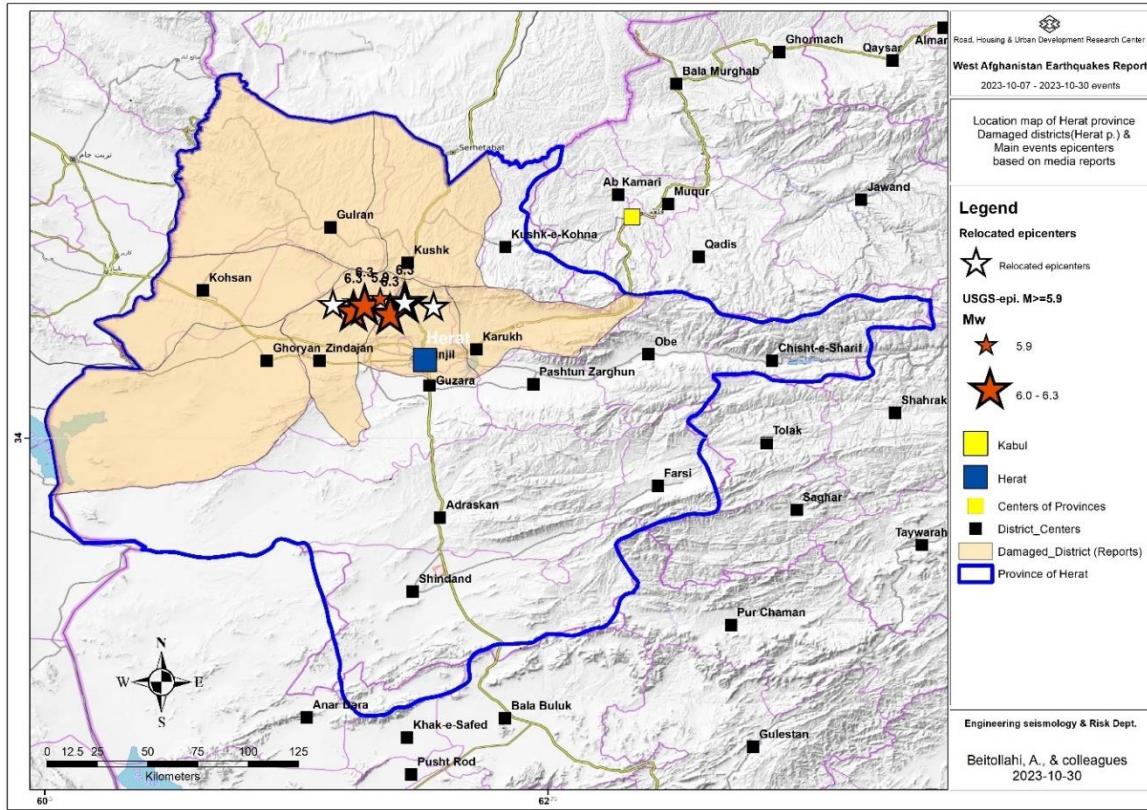 Ghormach
Qaysar
Almar
Bala Murghab
تربت جام
Semetabat
Ab Kamari
Muqur
Jawand
Gulran
Kushk
Kushk-e-Kohna
Qadis
Kohsan
6.3
6.3
6.3
5.9
6.3
Herat
Karukh
Injil
Ghoryan
Zindajan
Obe
Chisht-e-Sharif
Guzara
Pashtun Zarghun
Shahrak
34
Tolak
Farsi
Saghar
Adraskan
Taywarah
Shindand
Pur Chaman
N
W
E
S
Anar Dara
Bala Buluk
Khak-e-Safed
Gulestan
Pusht Rod
0 12.5 25 50 75 100 125
Kilometers
60
62
Road, Housing & Urban Development Research Center
West Afghanistan Earthquakes Report
2023-10-07 - 2023-10-30 events
Location map of Herat province
Damaged districts(Herat p.) &
Main events epicenters
based on media reports
Legend
Relocated epicenters
Relocated epicenters
USGS-epi. M>=5.9
Mw
5.9
6.0 - 6.3
Kabul
Herat
Centers of Provinces
District_Centers
Damaged_District (Reports)
Province of Herat
Engineering seismology & Risk Dept.
Beitollahi, A., & colleagues
2023-10-30